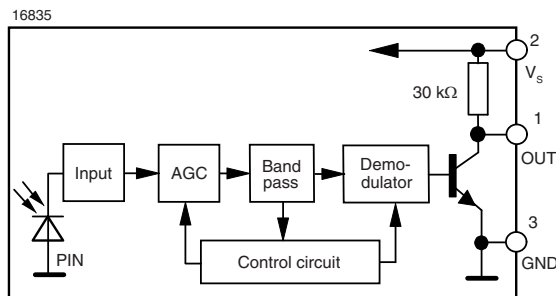 16835
2
V_S
30 kΩ
1
OUT
Input
AGC
Band
pass
Demo-
dulator
3
GND
PIN
Control circuit